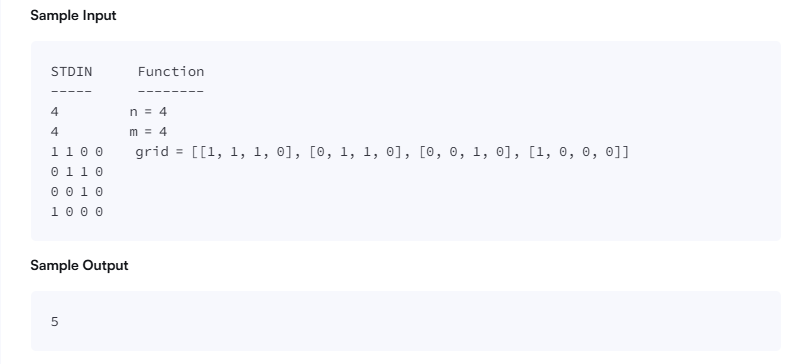 Sample Input
STDIN Function
----- --------
4 n = 4
4 m = 4
1 1 0 0 grid = [[1, 1, 1, 0], [0, 1, 1, 0], [0, 0, 1, 0], [1, 0, 0, 0]]
0 1 1 0
0 0 1 0
1 0 0 0
Sample Output
5